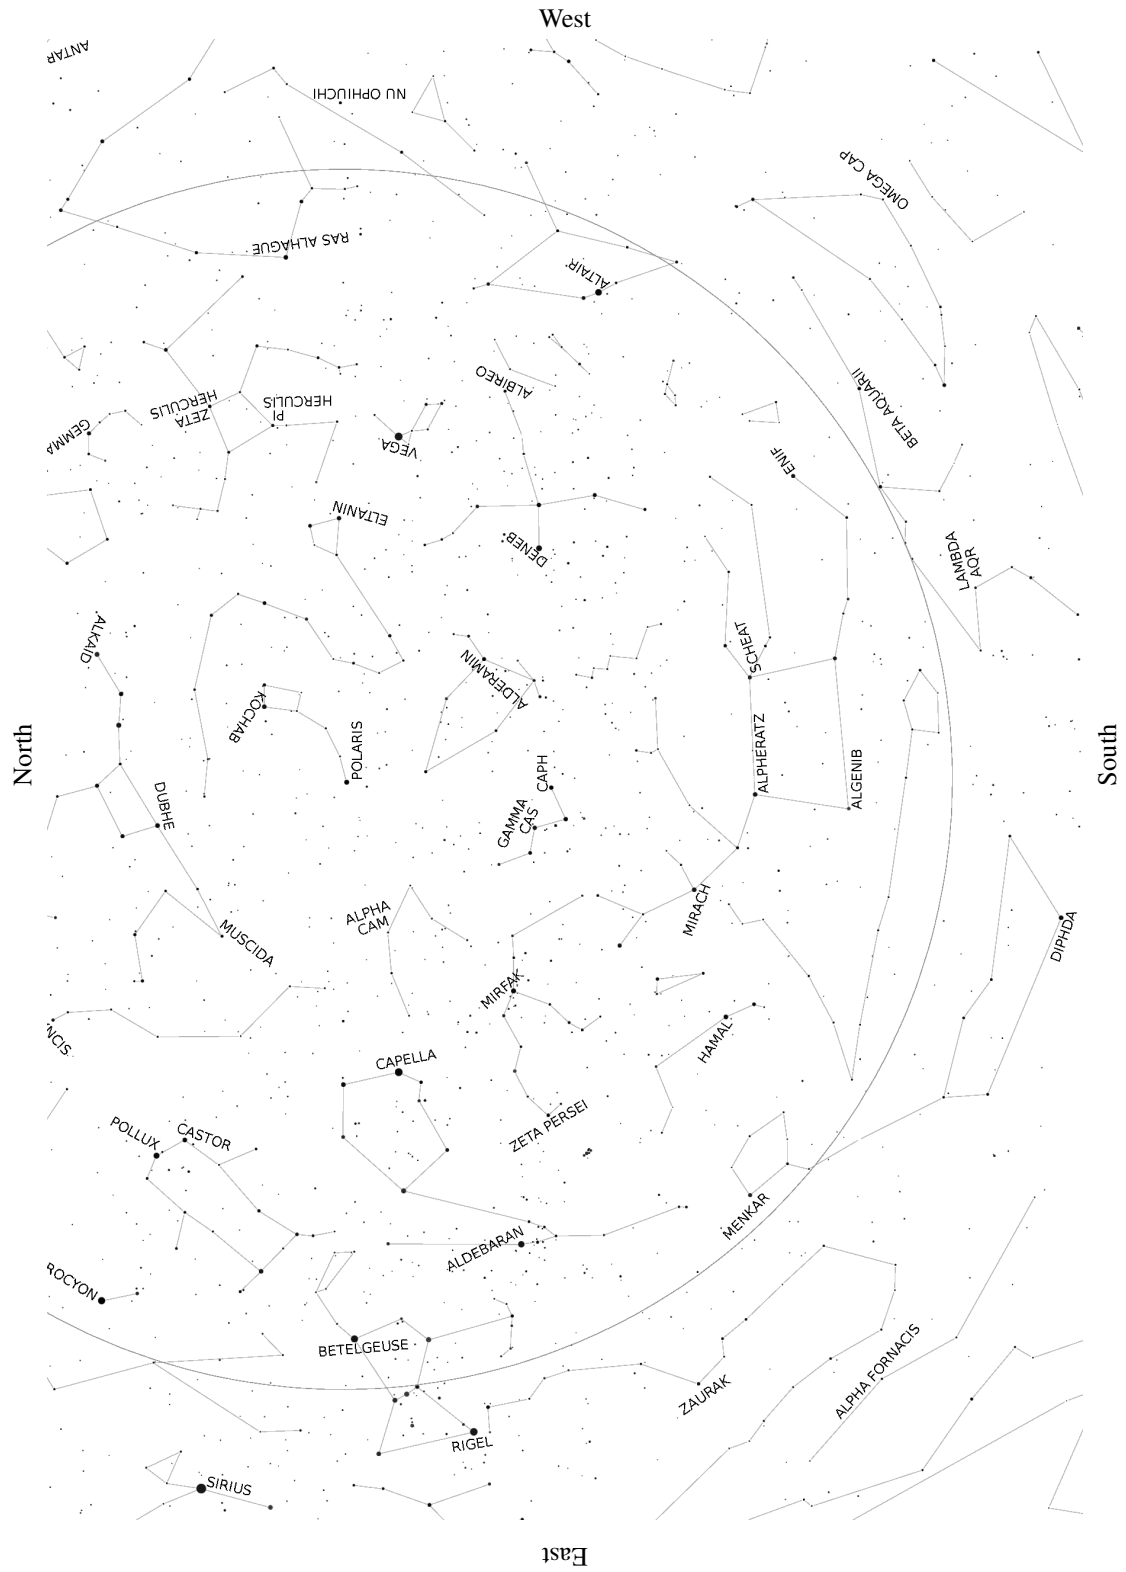 West
ANTAR
NU OPHIUCHI
OMEGA CAP
RAS ALHAGUE
ALTAIR
ALBIREO
BETA AQUARII
ZETA
HERCULIS
PI
HERCULIS
GEMMA
VEGA
ENIF
ELTANIN
DENEB
LAMBDA
AQR
ALKAID
ALDERAMIN
SCHEAT
KOCHAB
POLARIS
North
South
CAPH
ALPHERATZ
ALGENIB
DUBHE
GAMMA
CAS
MIRACH
ALPHA
CAM
DIPHDA
MUSCIDA
MIRFAK
HAMAL
NCIS
CAPELLA
ZETA PERSEI
POLLUX
CASTOR
MENKAR
ALDEBARAN
ROCYON
BETELGEUSE
ALPHA FORNACIS
ZAURAK
RIGEL
SIRIUS
East